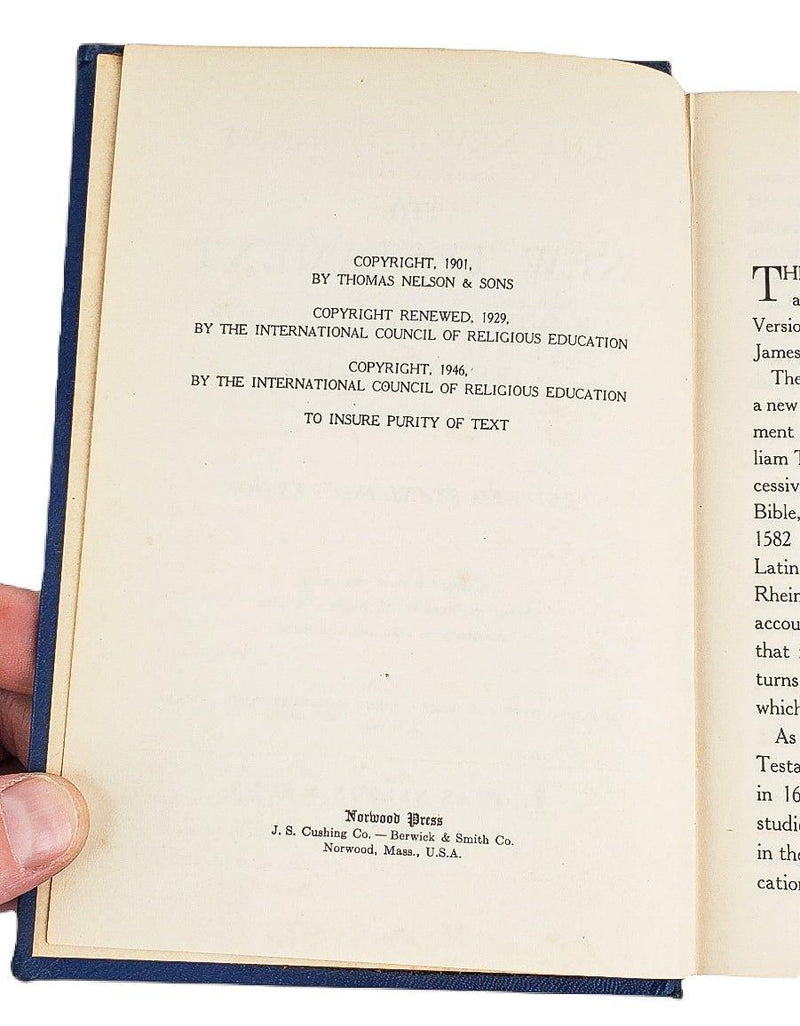 COPYRIGHT, 1901,
BY THOMAS NELSON & SONS
COPYRIGHT RENEWED, 1929,
BY THE INTERNATIONAL COUNCIL OF RELIGIOUS EDUCATION
COPYRIGHT, 1946,
BY THE INTERNATIONAL COUNCIL OF RELIGIOUS EDUCATION
TO INSURE PURITY OF TEXT
Norwood Press
J. S. Cushing Co. — Berwick & Smith Co.
Norwood, Mass., U.S.A.
TH
a
Versio
James
The
a new
ment
liam T
cessiv
Bible,
1582
Latin
Rhein
accou
that
turns
which
As
Testa
in 16
studi
in the
cation